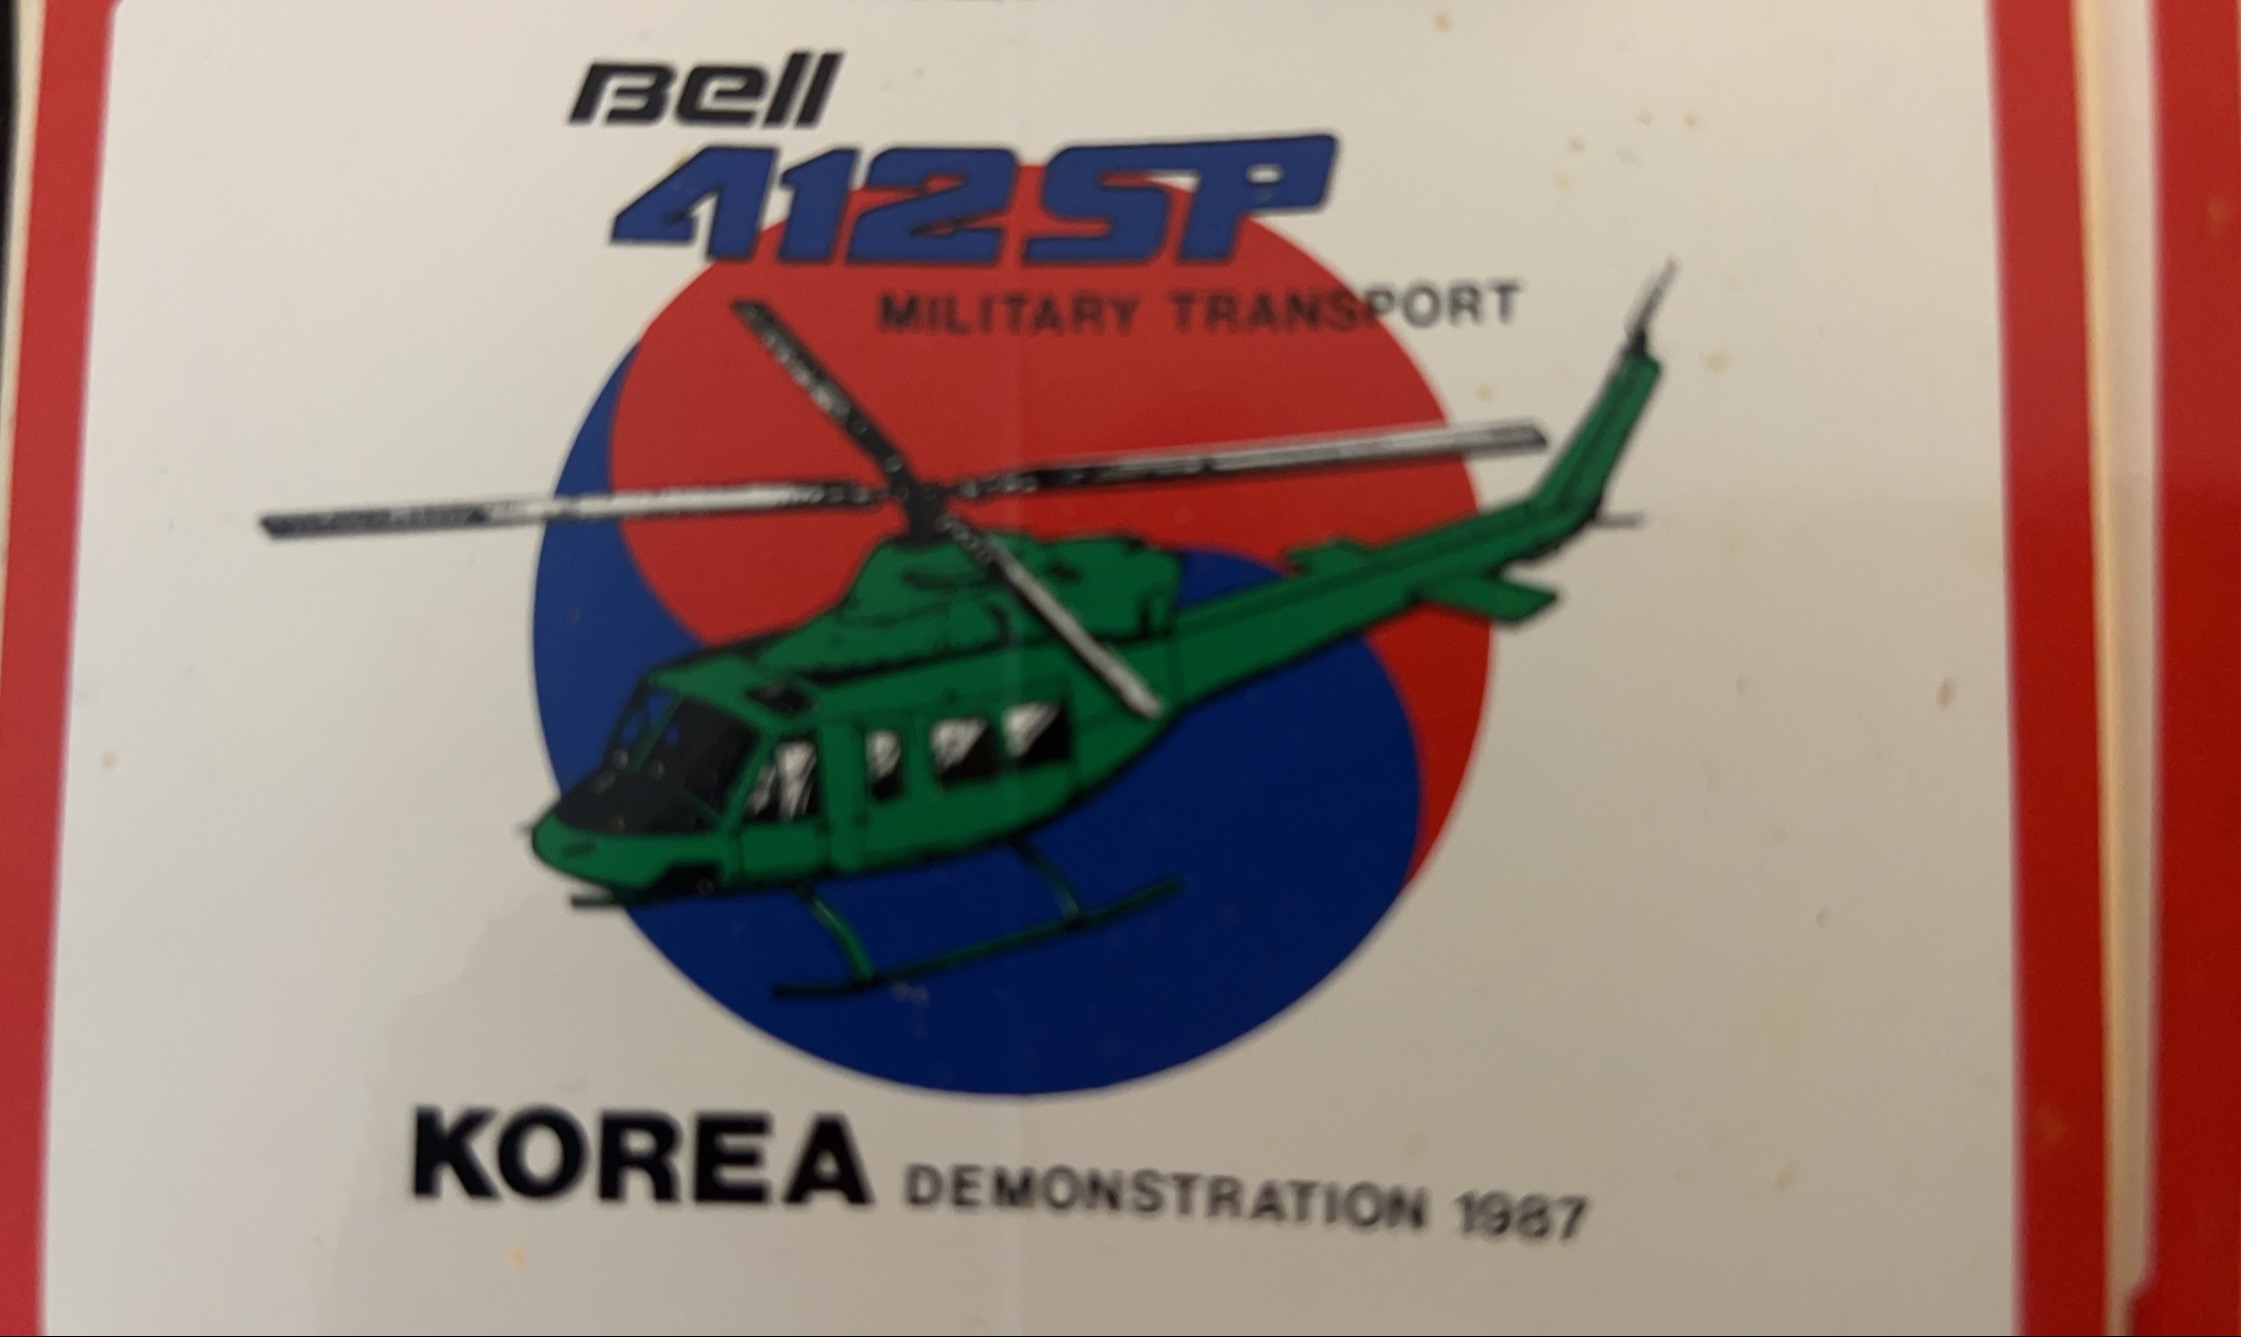 Bell
412SP
MILITARY TRANSPORT
KOREA DEMONSTRATION 1987